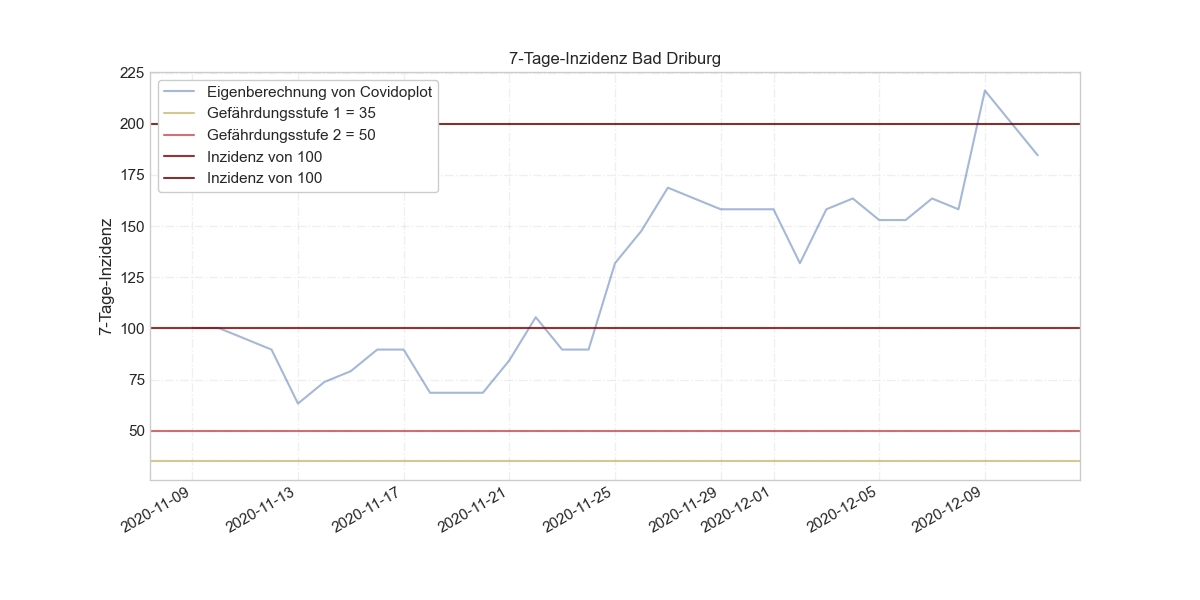 7-Tage-Inzidenz Bad Driburg
225
200
175
150
125
100
75
50
7-Tage-Inzidenz
Eigenberechnung von Covidoplot
Gefährdungsstufe 1 = 35
Gefährdungsstufe 2 = 50
Inzidenz von 100
Inzidenz von 100
2020-11-09
2020-11-13
2020-11-17
2020-11-21
2020-11-25
2020-11-29
2020-12-01
2020-12-05
2020-12-09